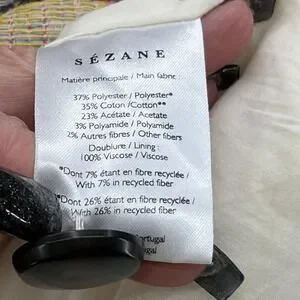 SÉZANE
Matière principale / Main fabric :
37% Polyester / Polyester*
35% Coton /Cotton**
23% Acétate / Acetate
3% Polyamide / Polyamide
2% Autres fibres / Other fibers
Doublure / Lining :
100% Viscose / Viscose
*Dont 7% étant en fibre recyclée /
With 7% in recycled fiber
**Dont 26% étant en fibre recyclée /
With 26% in recycled fiber
Portugal
Portugal